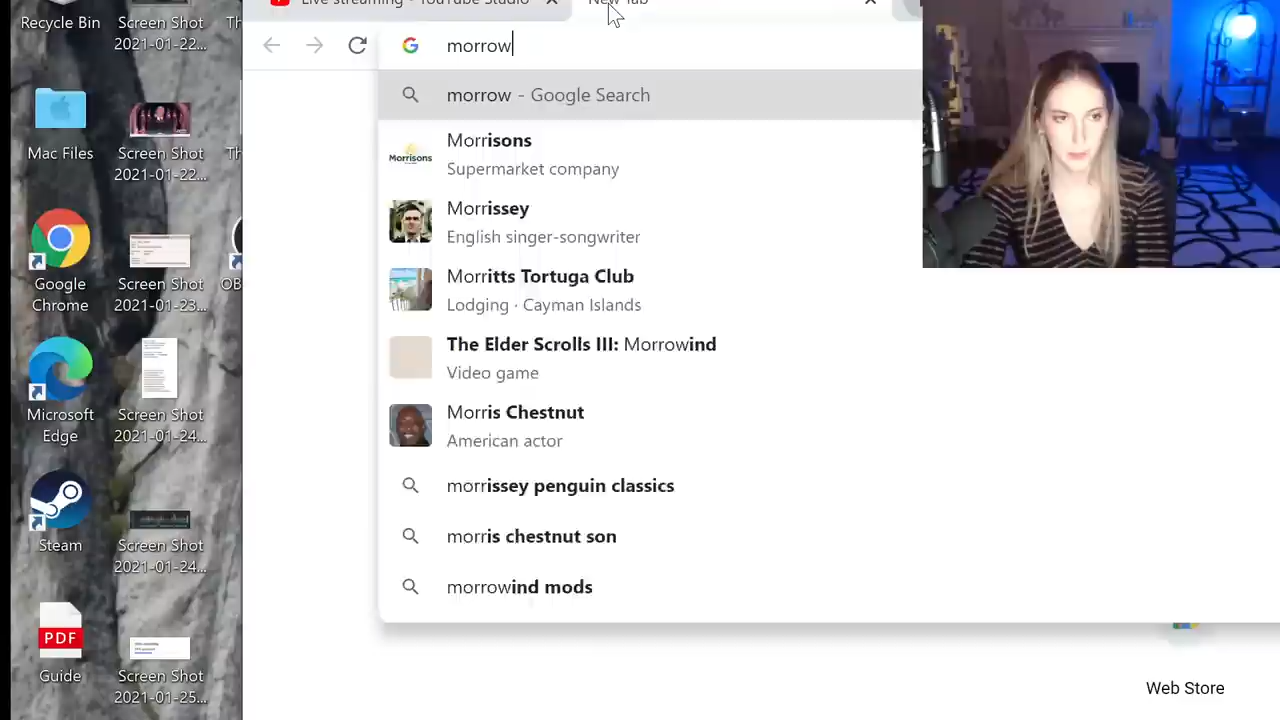 Live streaming - YouTube Studio
New Tab
morrow
morrow - Google Search
Morrisons
Supermarket company
Morrisons
Morrissey
English singer-songwriter
Morritts Tortuga Club
Lodging · Cayman Islands
The Elder Scrolls III: Morrowind
Video game
Morris Chestnut
American actor
morrissey penguin classics
morris chestnut son
morrowind mods
Web Store
Recycle Bin
Screen Shot
2021-01-22...
Mac Files
Screen Shot
2021-01-22...
Google
Chrome
Screen Shot
2021-01-23...
Microsoft
Edge
Screen Shot
2021-01-24...
Steam
Screen Shot
2021-01-24...
PDF
Guide
Screen Shot
2021-01-25...